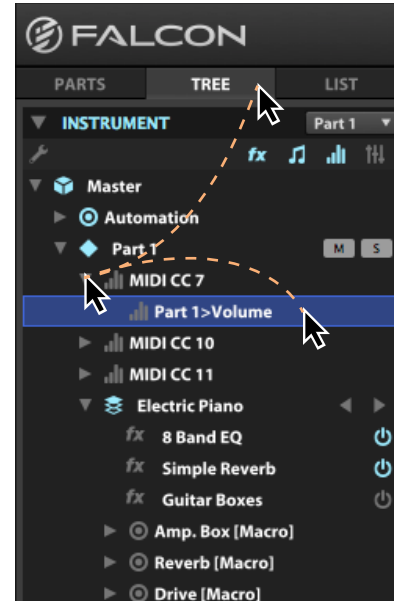 FALCON
PARTS TREE LIST
INSTRUMENT Part 1
fx
Master
Automation
Part 1 M S
MIDI CC 7
Part 1>Volume
MIDI CC 10
MIDI CC 11
Electric Piano
fx 8 Band EQ
fx Simple Reverb
fx Guitar Boxes
Amp. Box [Macro]
Reverb [Macro]
Drive [Macro]